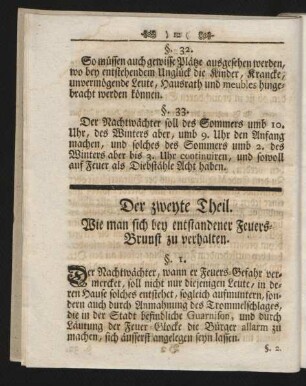 ) 12 (
§. 32.
So müssen auch gewisse Plätze ausgesehen werden,
wo bey entstehendem Unglück die Kinder, Krancke,
unvermögende Leute, Haußrath und meubles hinge-
bracht werden können.
§. 33.
Der Nachtwächter soll des Sommers umb 10.
Uhr, des Winters aber, umb 9. Uhr den Anfang
machen, und solches des Sommers umb 2. des
Winters aber bis 3. Uhr continuiren, und sowoll
auf Feuer als Diebstähle Acht haben.
Der zweyte Theil.
Wie man sich bey entstandener Feuers-
Brunst zu verhalten.
§. 1.
Der Nachtwächter, wann er Feuers-Gefahr ver-
mercket, soll nicht nur diejenigen Leute, in de-
ren Hause solches entstehet, sogleich aufmuntern, son-
dern auch durch Anmahnung des Trommelschlages,
die in der Stadt befindliche Guarnison, und durch
Läutung der Feuer-Glocke die Bürger allarm zu
machen, sich äusserst angelegen seyn lassen.
§. 2.